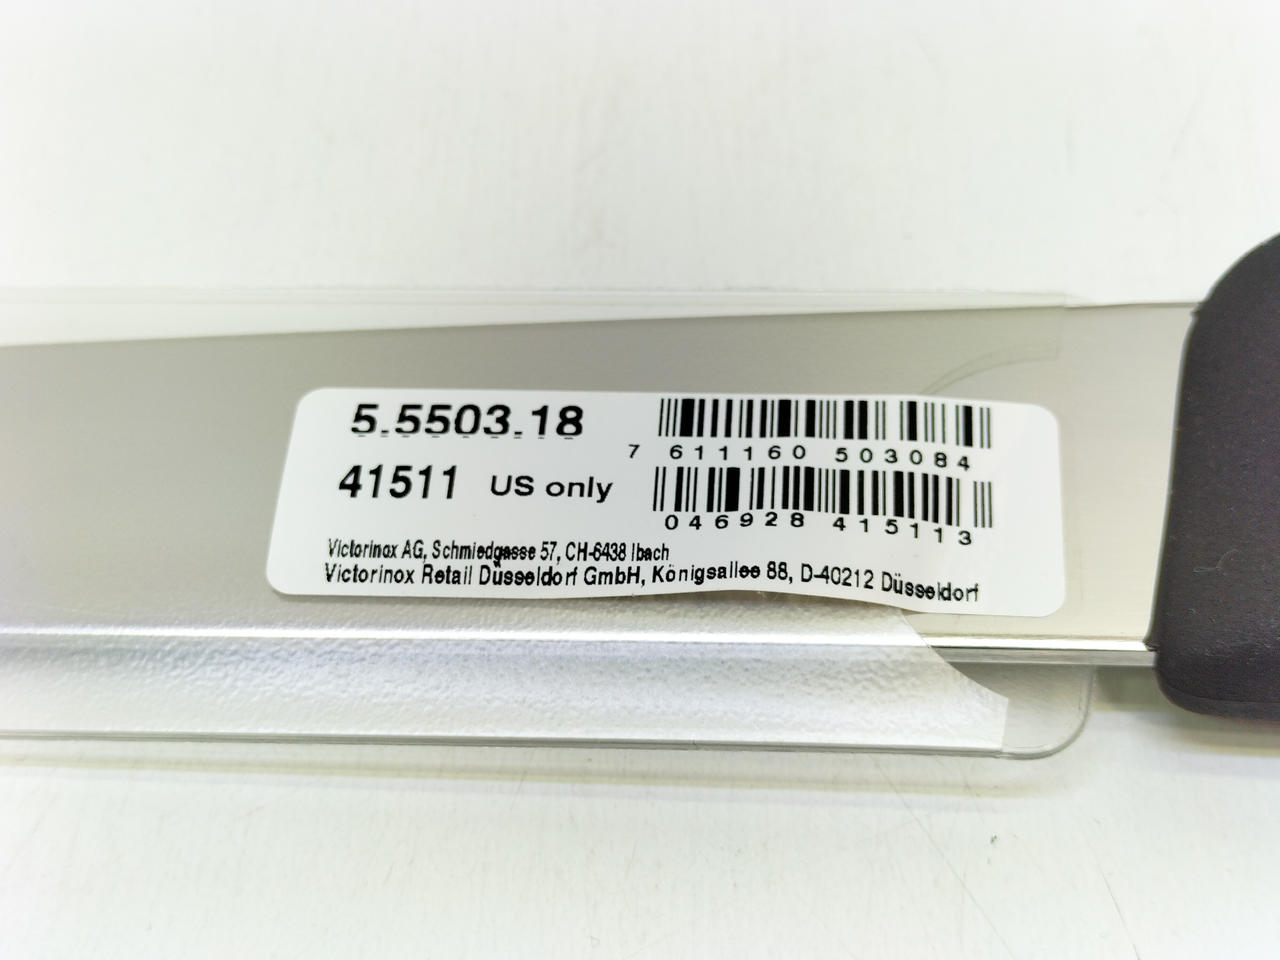 5.5503.18
7 611160 503084
41511 US only
046928 415113
Victorinox AG, Schmiedgasse 57, CH-6438 Ibach
Victorinox Retail Düsseldorf GmbH, Königsallee 88, D-40212 Düsseldorf